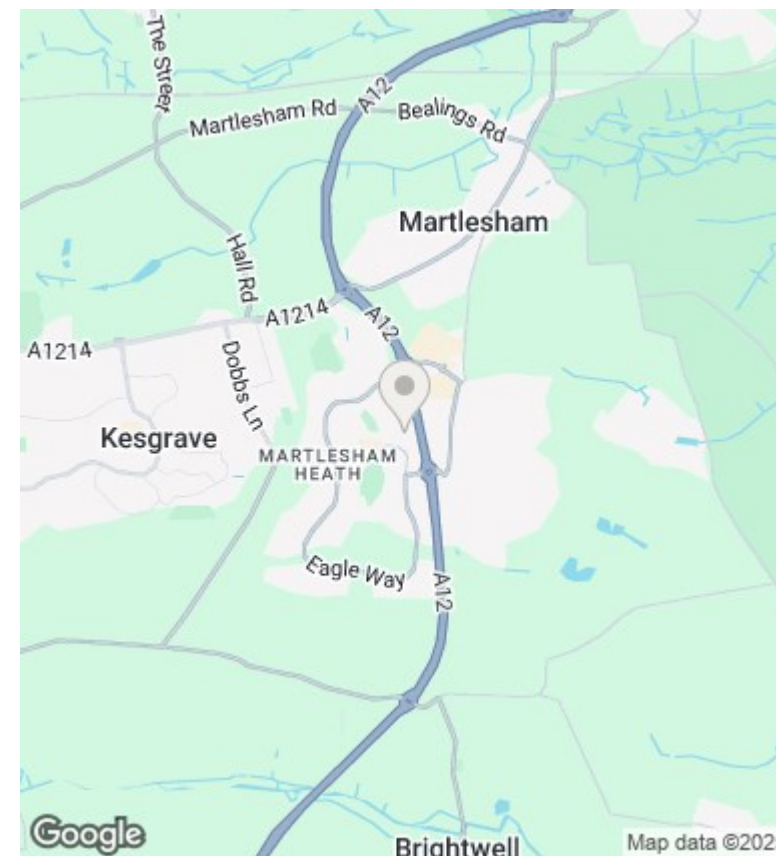 The Street
A12
Martlesham Rd
Bealings Rd
Martlesham
Hall Rd
A1214
A12
A1214
Dobbs Ln
Kesgrave
MARTLESHAM
HEATH
Eagle Way
A12
Google
Brightwell
Map data ©202